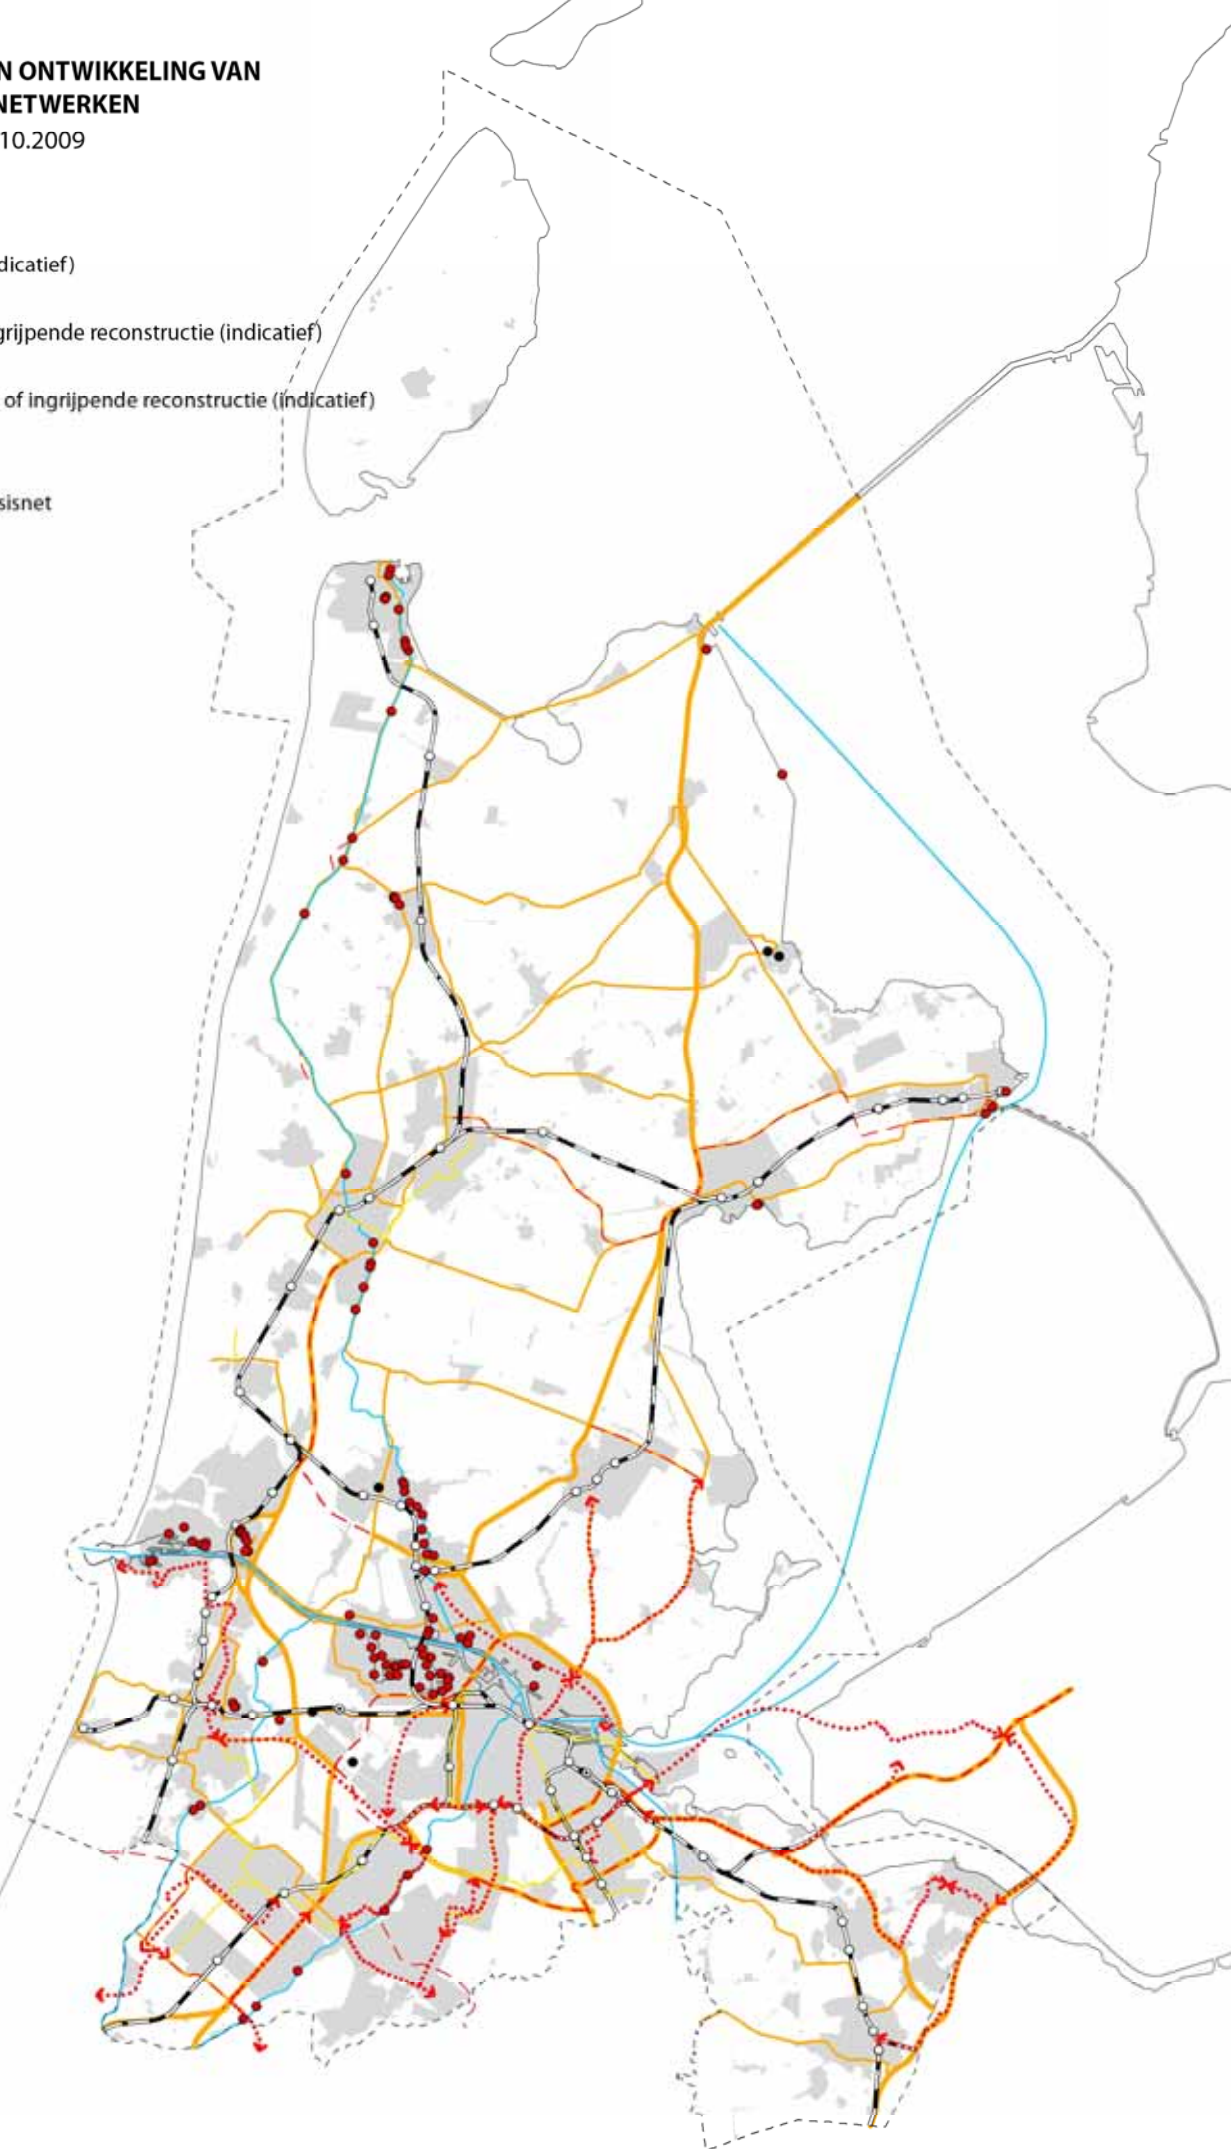 N ONTWIKKELING VAN
NETWERKEN
10.2009
dicatief)
grijpende reconstructie (indicatief)
of ingrijpende reconstructie (indicatief)
sisnet